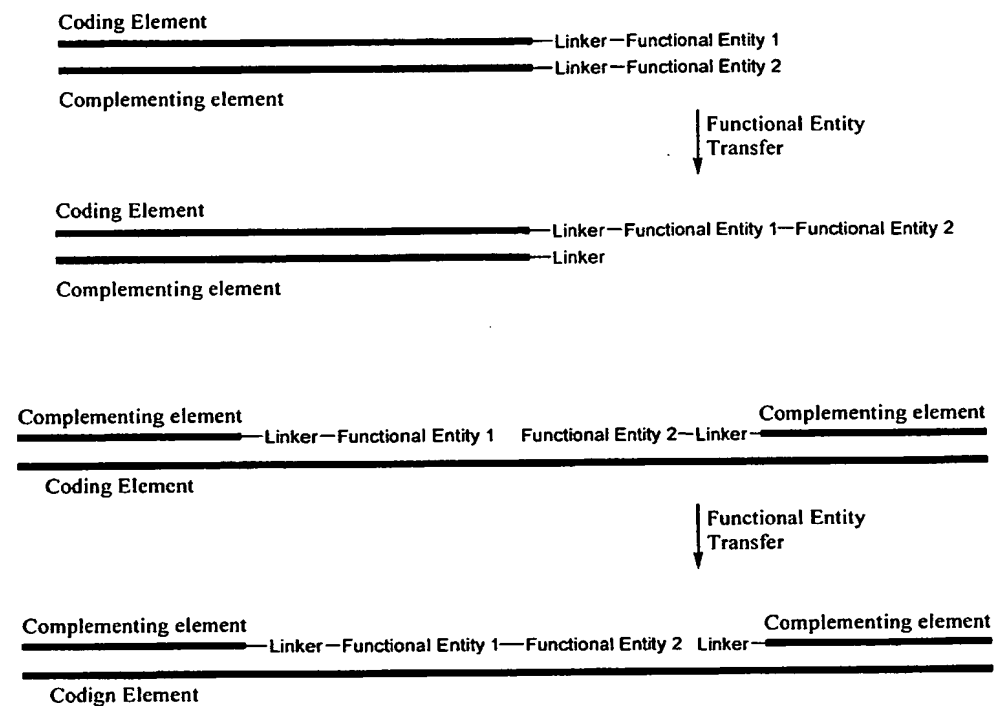 Coding Element
Linker—Functional Entity 1
Linker—Functional Entity 2
Complementing element
Functional Entity
Transfer
Coding Element
Linker—Functional Entity 1—Functional Entity 2
Linker
Complementing element
Complementing element
Complementing element
Linker—Functional Entity 1 Functional Entity 2—Linker
Coding Element
Functional Entity
Transfer
Complementing element
Complementing element
Linker—Functional Entity 1—Functional Entity 2 Linker
Codign Element